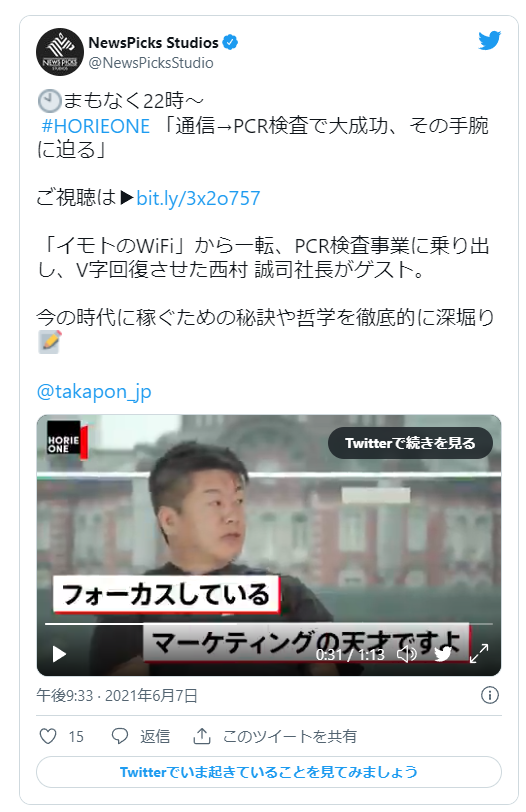 NewsPicks Studios
@NewsPicksStudio
NEWS PICKS
STUDIOS
まもなく22時〜
#HORIEONE 「通信→PCR検査で大成功、その手腕
に迫る」
ご視聴は▶bit.ly/3x2o757
「イモトのWiFi」から一転、PCR検査事業に乗り出
し、V字回復させた西村 誠司社長がゲスト。
今の時代に稼ぐための秘訣や哲学を徹底的に深堀り
@takapon_jp
HORIE
ONE
Twitterで続きを見る
フォーカスしている
マーケティングの天才ですよ
0:31 / 1:13
午後9:33 · 2021年6月7日
15 返信 このツイートを共有
Twitterでいま起きていることを見てみましょう